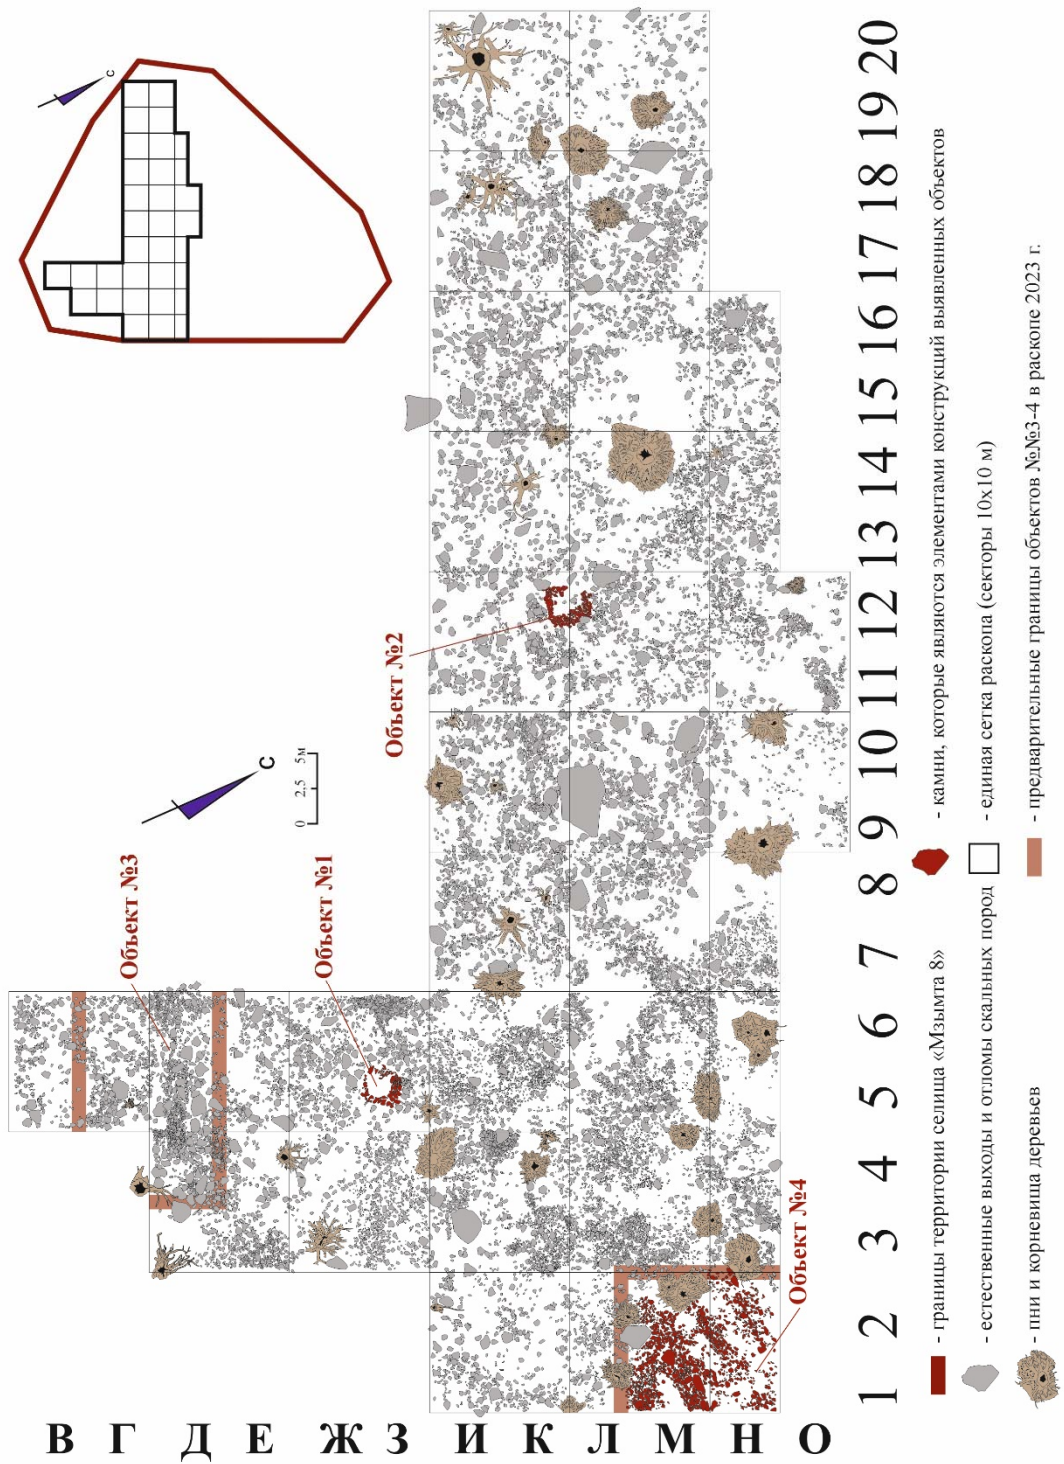 С
Объект №3
Объект №1
Объект №2
Объект №4
С
0 2.5 5м
В
Г
Д
Е
Ж
З
И
К
Л
М
Н
О
1 2 3 4 5 6 7 8 9 10 11 12 13 14 15 16 17 18 19 20
- границы территории селища «Мзымта 8»
- камни, которые являются элементами конструкций выявленных объектов
- естественные выходы и отломы скальных пород
- единая сетка раскопа (секторы 10х10 м)
- пни и корневища деревьев
- предварительные границы объектов №№3-4 в раскопе 2023 г.